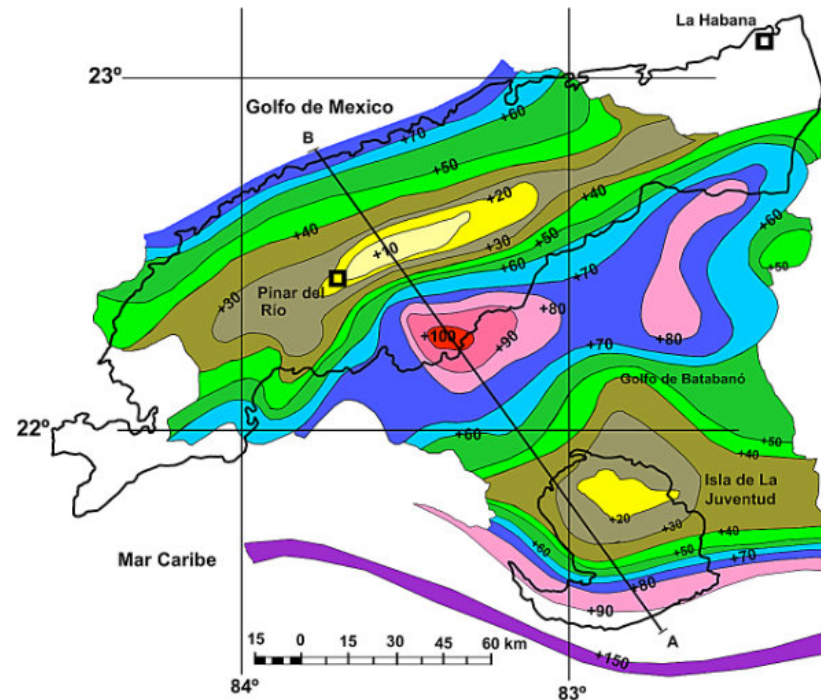 La Habana
23º
Golfo de Mexico
B
+70
+60
+50
+20
+40
+40
+30
+50
+10
+60
+70
+60
+50
Pinar del
Río
+30
+80
+100
+90
+80
+70
Golfo de Batabanó
22º
+60
+50
+40
Isla de La
Juventud
+20
+30
+40
+60
+50
+70
Mar Caribe
+80
+90
A
+150
15 0 15 30 45 60 km
84º
83º